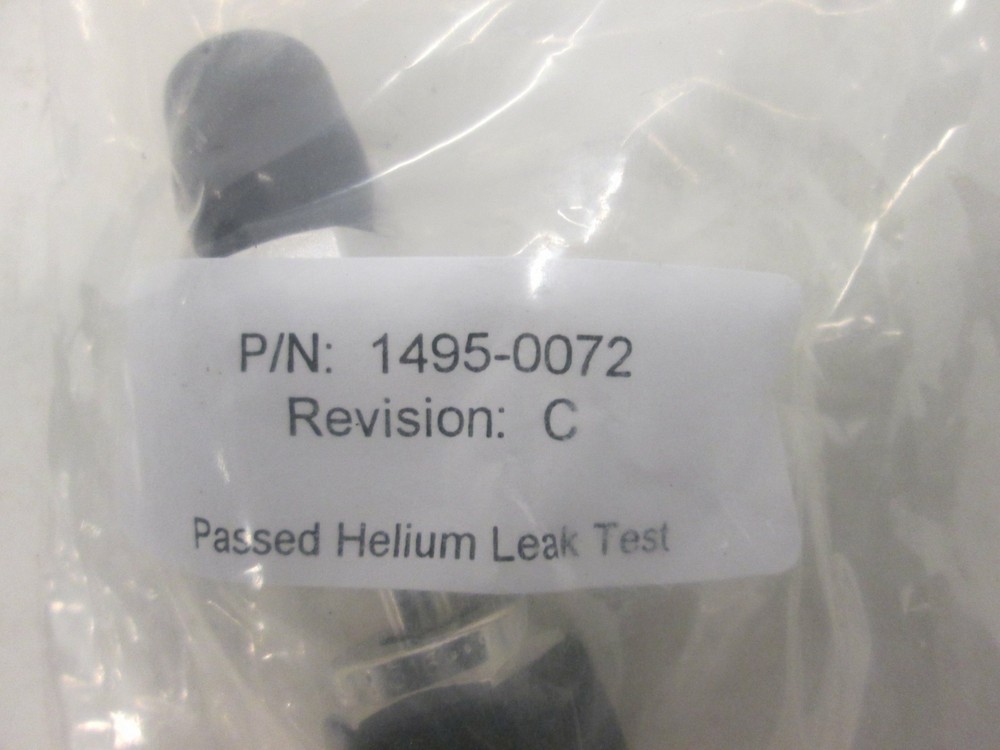 P/N: 1495-0072
Revision: C
Passed Helium Leak Test